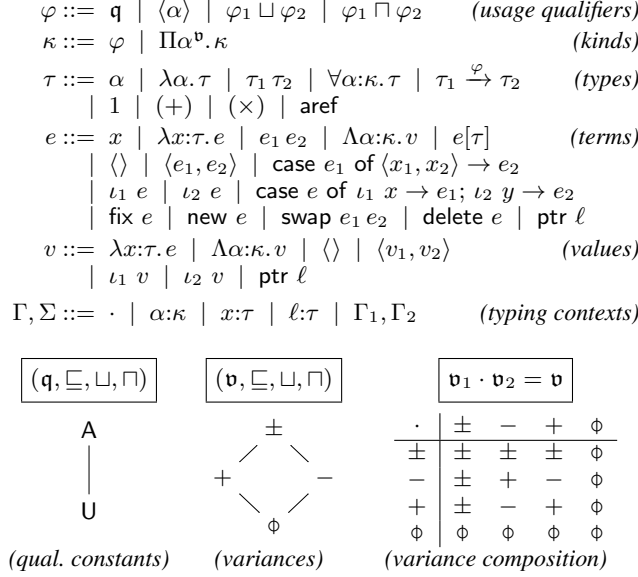 φ ::= 𝔮 | ⟨α⟩ | φ₁ ⊔ φ₂ | φ₁ ⊓ φ₂ (usage qualifiers)
κ ::= φ | Πα^𝔳. κ (kinds)
τ ::= α | λα. τ | τ₁ τ₂ | ∀α:κ. τ | τ₁ —φ→ τ₂ (types)
| 1 | (+) | (×) | aref
e ::= x | λx:τ. e | e₁ e₂ | Λα:κ. v | e[τ] (terms)
| ⟨⟩ | ⟨e₁, e₂⟩ | case e₁ of ⟨x₁, x₂⟩ → e₂
| ι₁ e | ι₂ e | case e of ι₁ x → e₁; ι₂ y → e₂
| fix e | new e | swap e₁ e₂ | delete e | ptr ℓ
v ::= λx:τ. e | Λα:κ. v | ⟨⟩ | ⟨v₁, v₂⟩ (values)
| ι₁ v | ι₂ v | ptr ℓ
Γ, Σ ::= · | α:κ | x:τ | ℓ:τ | Γ₁, Γ₂ (typing contexts)
(𝔮, ⊑, ⊔, ⊓)
A
U
(qual. constants)
(𝔳, ⊑, ⊔, ⊓)
±
+ −
⌽
(variances)
𝔳₁ · 𝔳₂ = 𝔳
· ± − + ⌽
± ± ± ± ⌽
− ± + − ⌽
+ ± − + ⌽
⌽ ⌽ ⌽ ⌽ ⌽
(variance composition)